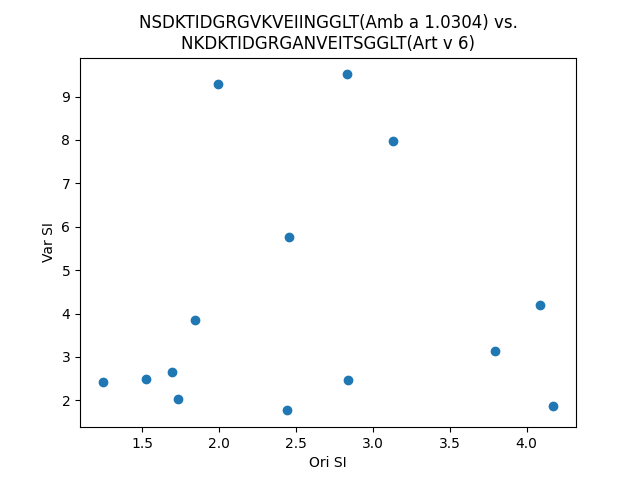 NSDKTIDGRGVKVEIINGGLT(Amb a 1.0304) vs.
NKDKTIDGRGANVEITSGGLT(Art v 6)
9
8
7
6
5
4
3
2
Var SI
1.5 2.0 2.5 3.0 3.5 4.0
Ori SI